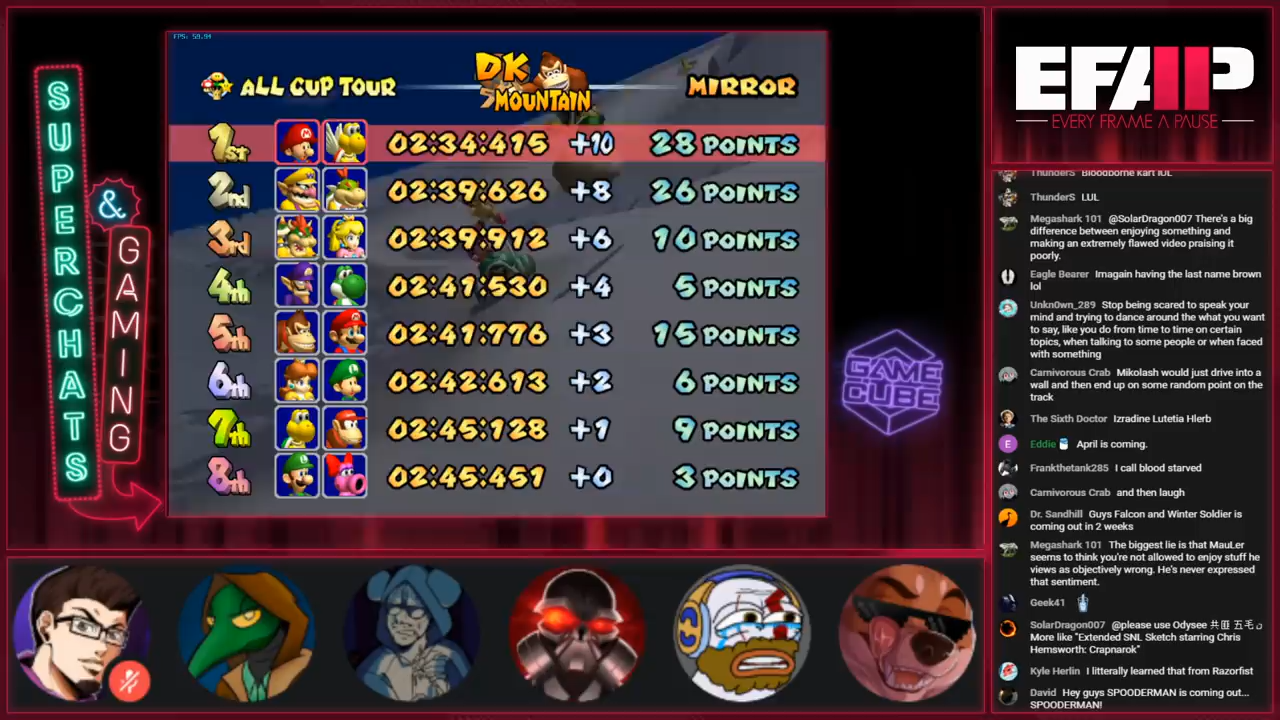 FPS: 59.94
SUPERCHATS
&
GAMING
ALL CUP TOUR
DK
MOUNTAIN
MIRROR
1st 02:34:415 +10 28 POINTS
2nd 02:39:626 +8 26 POINTS
3rd 02:39:912 +6 10 POINTS
4th 02:41:530 +4 5 POINTS
5th 02:41:776 +3 15 POINTS
6th 02:42:613 +2 6 POINTS
7th 02:45:128 +1 9 POINTS
8th 02:45:451 +0 3 POINTS
GAME
CUBE
EFAP
EVERY FRAME A PAUSE
ThunderS Bloodborne kart lOL
ThunderS LUL
Megashark 101 @SolarDragon007 There's a big
difference between enjoying something and
making an extremely flawed video praising it
poorly.
Eagle Bearer Imagain having the last name brown
lol
Unkn0wn_289 Stop being scared to speak your
mind and trying to dance around the what you want
to say, like you do from time to time on certain
topics, when talking to some people or when faced
with something
Carnivorous Crab Mikolash would just drive into a
wall and then end up on some random point on the
track
The Sixth Doctor Izradine Lutetia Hlerb
Eddie April is coming.
Frankthetank285 I call blood starved
Carnivorous Crab and then laugh
Dr. Sandhill Guys Falcon and Winter Soldier is
coming out in 2 weeks
Megashark 101 The biggest lie is that MauLer
seems to think you're not allowed to enjoy stuff he
views as objectively wrong. He's never expressed
that sentiment.
Geek41
SolarDragon007 @please use Odysee 共匪 五毛
More like "Extended SNL Sketch starring Chris
Hemsworth: Crapnarok"
Kyle Herlin I litterally learned that from Razorfist
David Hey guys SPOODERMAN is coming out...
SPOODERMAN!